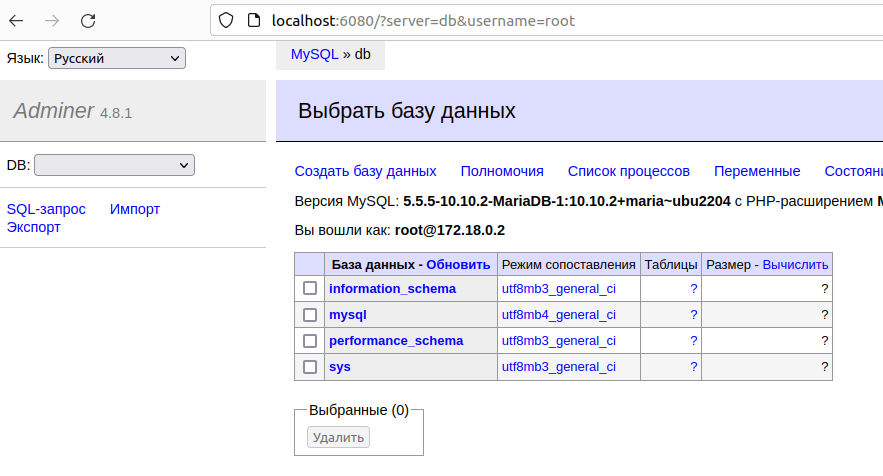 localhost:6080/?server=db&username=root
Язык: Русский
MySQL » db
Adminer 4.8.1
Выбрать базу данных
DB:
Создать базу данных Полномочия Список процессов Переменные Состояни
SQL-запрос Импорт
Экспорт
Версия MySQL: 5.5.5-10.10.2-MariaDB-1:10.10.2+maria~ubu2204 с PHP-расширением M
Вы вошли как: root@172.18.0.2
База данных - Обновить Режим сопоставления Таблицы Размер - Вычислить
information_schema utf8mb3_general_ci ? ?
mysql utf8mb4_general_ci ? ?
performance_schema utf8mb3_general_ci ? ?
sys utf8mb3_general_ci ? ?
Выбранные (0)
Удалить